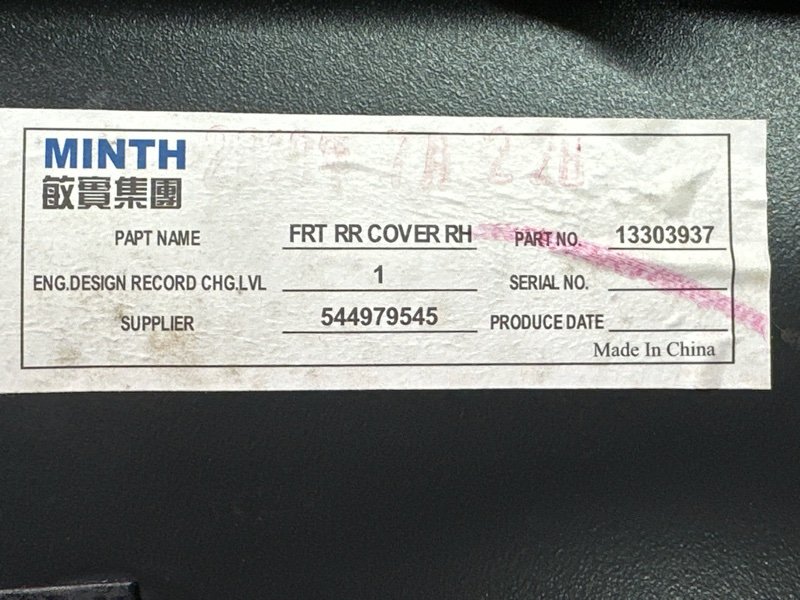 MINTH
敏實集團
PAPT NAME FRT RR COVER RH PART NO. 13303937
ENG.DESIGN RECORD CHG,LVL 1 SERIAL NO.
SUPPLIER 544979545 PRODUCE DATE
Made In China